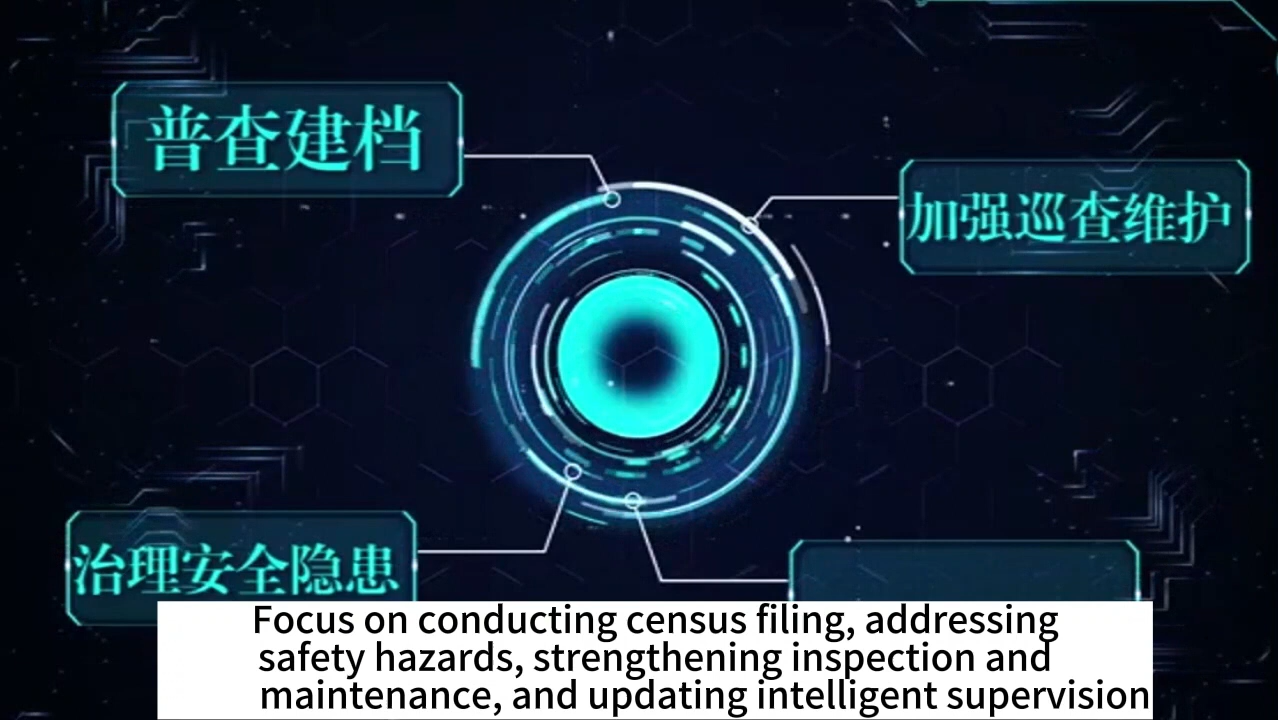 普查建档
加强巡查维护
治理安全隐患
Focus on conducting census filing, addressing
safety hazards, strengthening inspection and
maintenance, and updating intelligent supervision